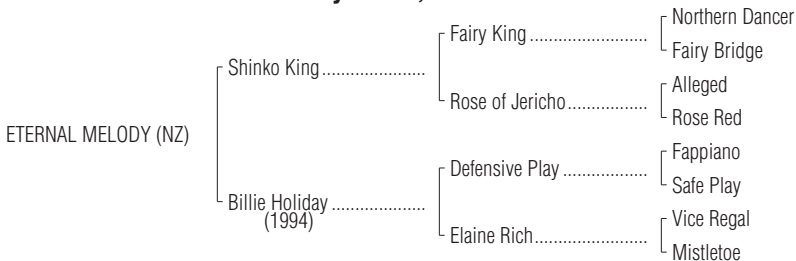 Northern Dancer
Fairy King ........................
Fairy Bridge
Shinko King ......................
Alleged
Rose of Jericho .................
Rose Red
ETERNAL MELODY (NZ)
Fappiano
Defensive Play ..................
Safe Play
Billie Holiday ....................
(1994)
Vice Regal
Elaine Rich ........................
Mistletoe